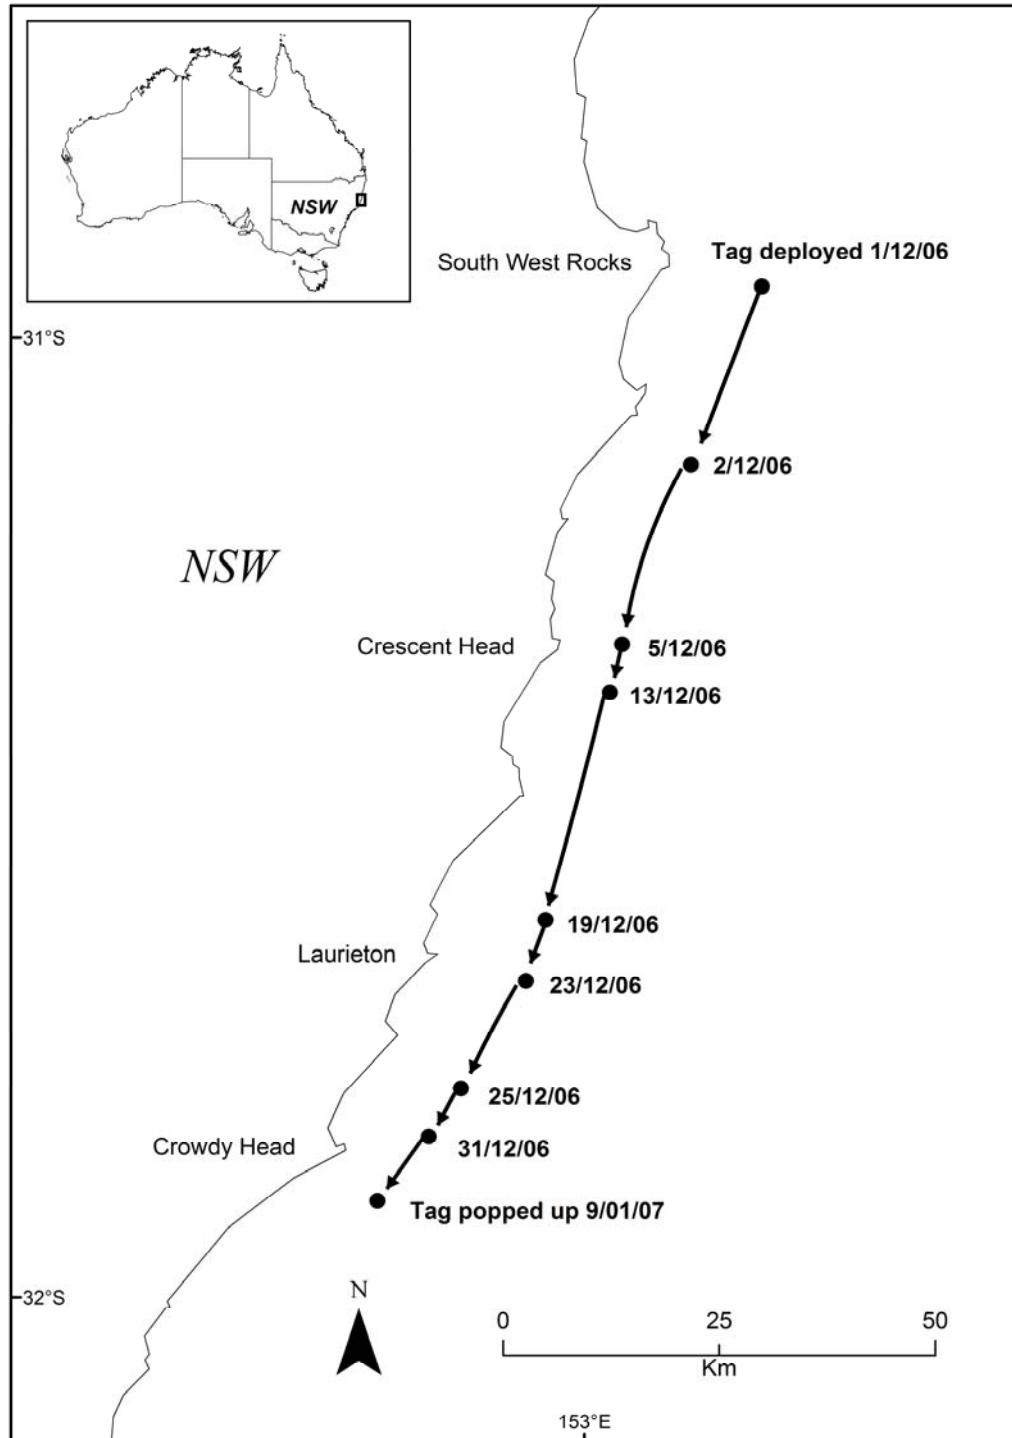 NSW
South West Rocks
Tag deployed 1/12/06
31°S
2/12/06
NSW
Crescent Head
5/12/06
13/12/06
19/12/06
Laurieton
23/12/06
25/12/06
31/12/06
Crowdy Head
Tag popped up 9/01/07
N
32°S
0 25 50
Km
153°E